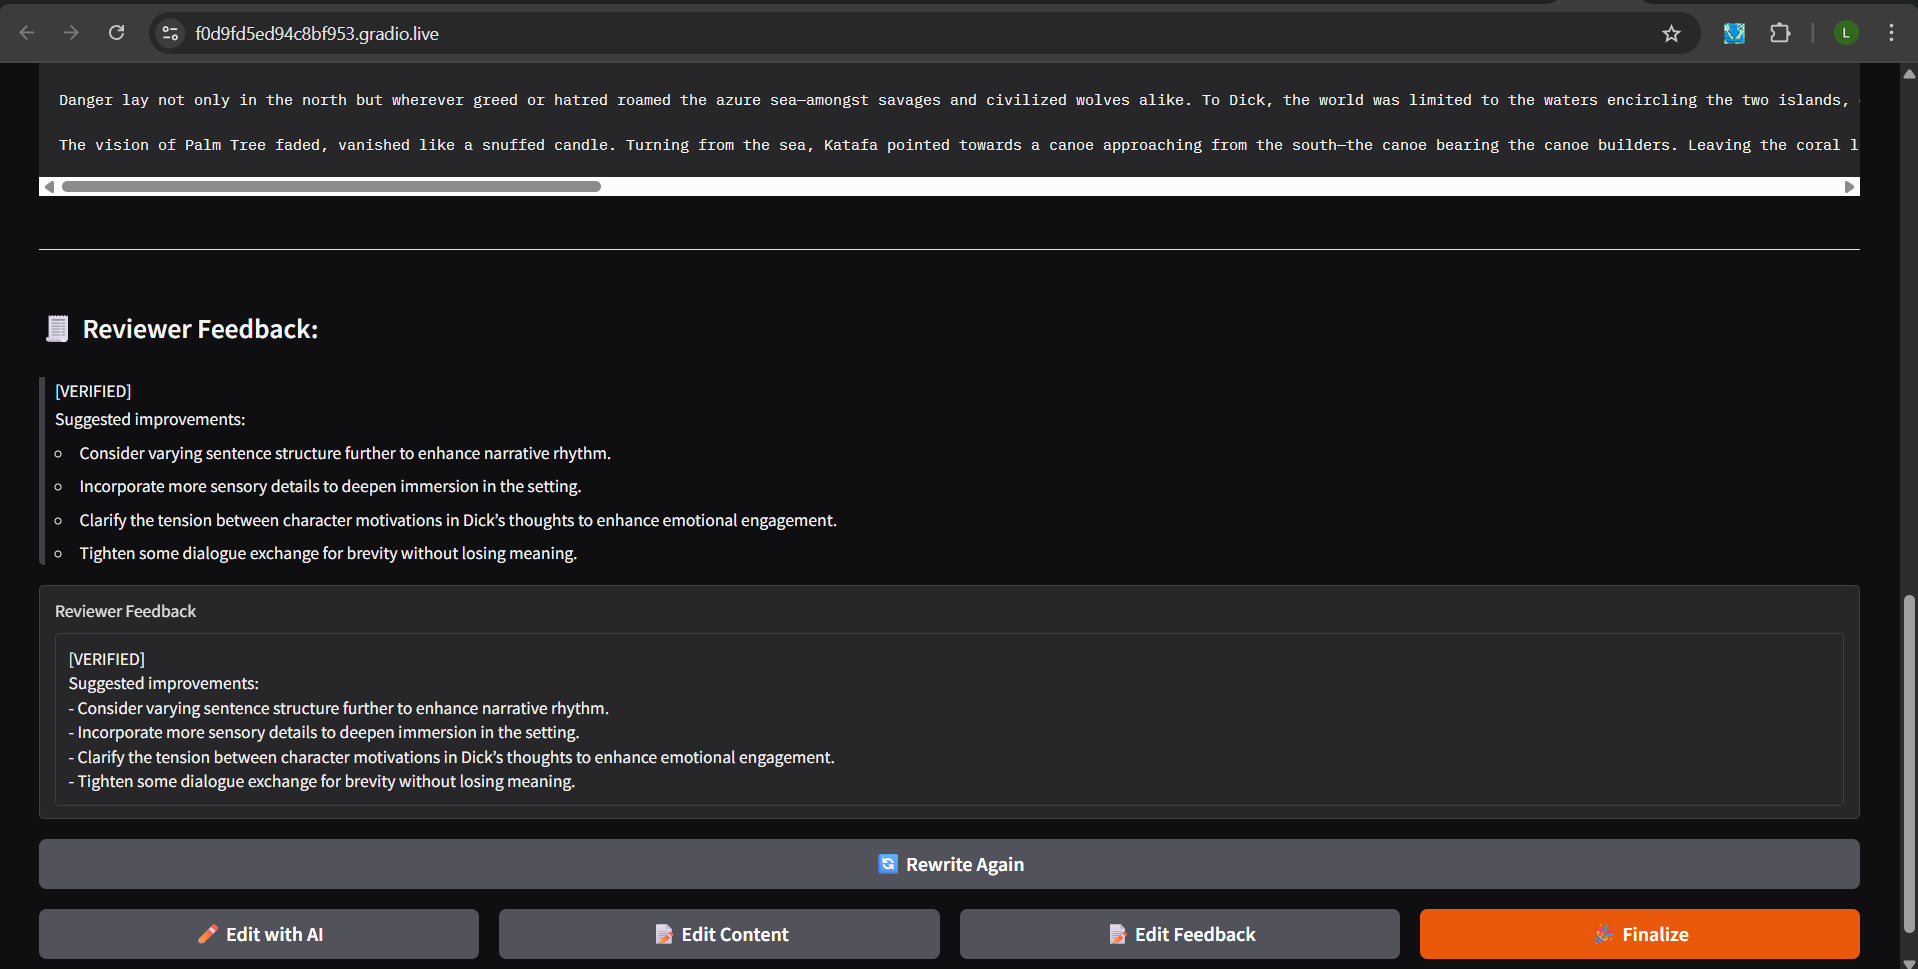 f0d9fd5ed94c8bf953.gradio.live
L
Danger lay not only in the north but wherever greed or hatred roamed the azure sea—amongst savages and civilized wolves alike. To Dick, the world was limited to the waters encircling the two islands,
The vision of Palm Tree faded, vanished like a snuffed candle. Turning from the sea, Katafa pointed towards a canoe approaching from the south—the canoe bearing the canoe builders. Leaving the coral l
Reviewer Feedback:
[VERIFIED]
Suggested improvements:
Consider varying sentence structure further to enhance narrative rhythm.
Incorporate more sensory details to deepen immersion in the setting.
Clarify the tension between character motivations in Dick’s thoughts to enhance emotional engagement.
Tighten some dialogue exchange for brevity without losing meaning.
Reviewer Feedback
[VERIFIED]
Suggested improvements:
- Consider varying sentence structure further to enhance narrative rhythm.
- Incorporate more sensory details to deepen immersion in the setting.
- Clarify the tension between character motivations in Dick’s thoughts to enhance emotional engagement.
- Tighten some dialogue exchange for brevity without losing meaning.
Rewrite Again
Edit with AI
Edit Content
Edit Feedback
Finalize